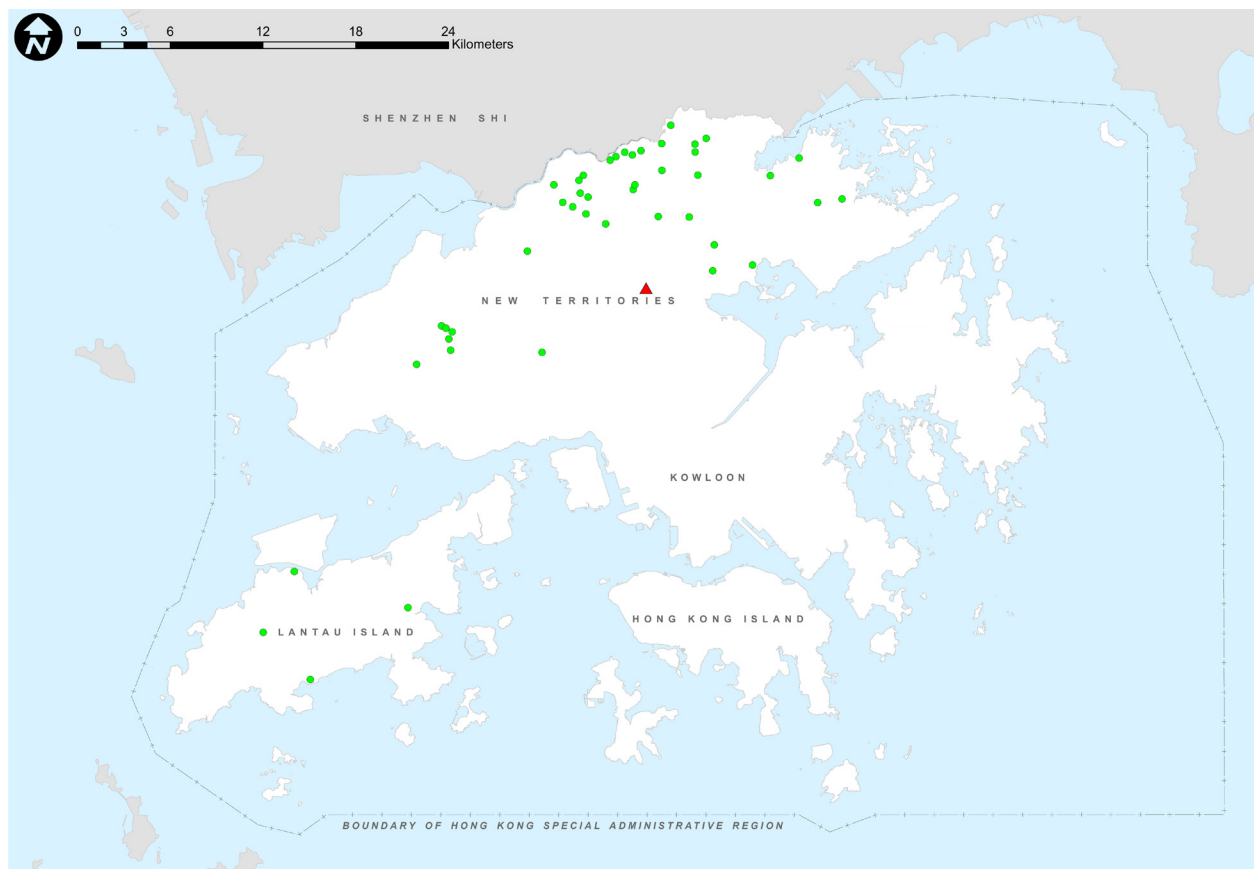 N
0 3 6 12 18 24
Kilometers
SHENZHEN SHI
NEW TERRITORIES
KOWLOON
HONG KONG ISLAND
LANTAU ISLAND
BOUNDARY OF HONG KONG SPECIAL ADMINISTRATIVE REGION